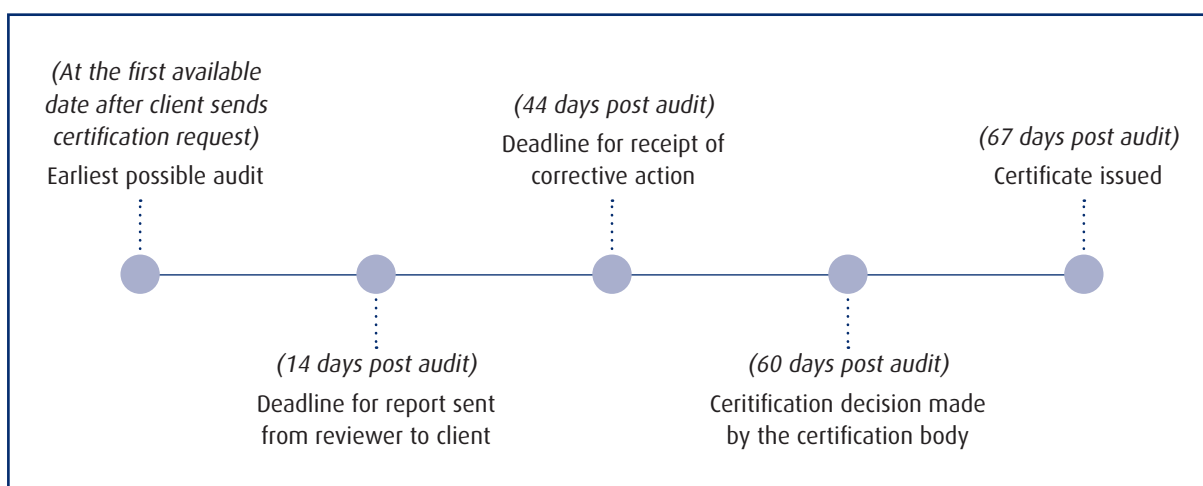 (At the first available
date after client sends
certification request)
Earliest possible audit
(14 days post audit)
Deadline for report sent
from reviewer to client
(44 days post audit)
Deadline for receipt of
corrective action
(60 days post audit)
Ceritification decision made
by the certification body
(67 days post audit)
Certificate issued